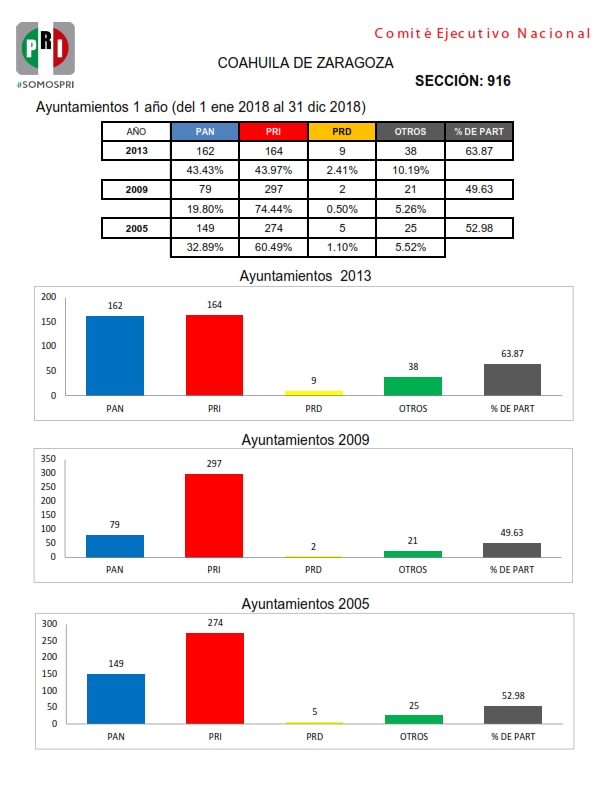 Comité Ejecutivo Nacional
PRI
#SOMOSPRI
COAHUILA DE ZARAGOZA
SECCIÓN: 916
Ayuntamientos 1 año (del 1 ene 2018 al 31 dic 2018)
AÑO PAN PRI PRD OTROS % DE PART
2013 162 164 9 38 63.87
43.43% 43.97% 2.41% 10.19%
2009 79 297 2 21 49.63
19.80% 74.44% 0.50% 5.26%
2005 149 274 5 25 52.98
32.89% 60.49% 1.10% 5.52%
Ayuntamientos 2013
200
150
100
50
0
162 164 9 38 63.87
PAN PRI PRD OTROS % DE PART
Ayuntamientos 2009
350
300
250
200
150
100
50
0
79 297 2 21 49.63
PAN PRI PRD OTROS % DE PART
Ayuntamientos 2005
300
250
200
150
100
50
0
149 274 5 25 52.98
PAN PRI PRD OTROS % DE PART